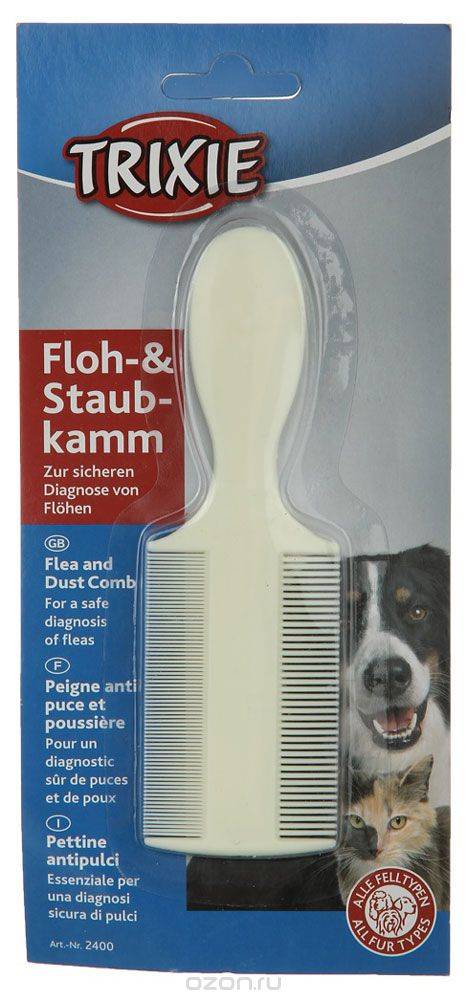 TRIXIE
Floh-&
Staub-
kamm
Zur sicheren
Diagnose von
Flöhen
GB
Flea and
Dust Comb
For a safe
diagnosis
of fleas
F
Peigne anti
puce et
poussière
Pour un
diagnostic
sûr de puces
et de poux
I
Pettine
antipulci
Essenziale per
una diagnosi
sicura di pulci
Art.-Nr. 2400
ALLE FELLTYPEN
ALL FUR TYPES
ozon.ru